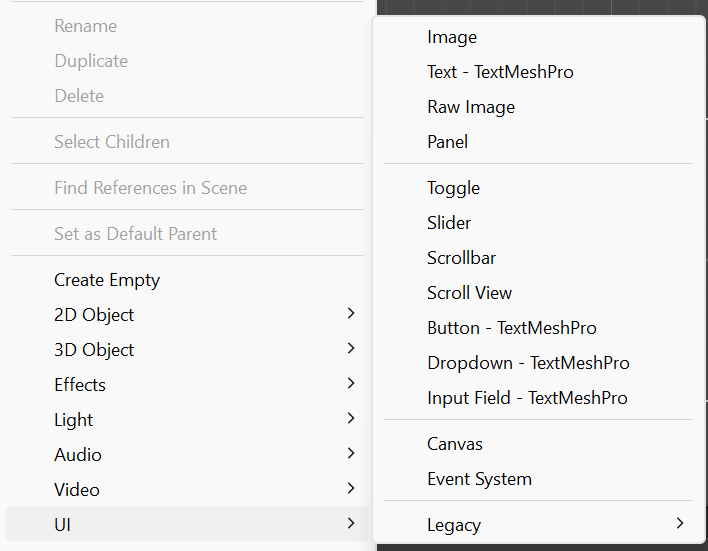 Rename
Duplicate
Delete
Select Children
Find References in Scene
Set as Default Parent
Create Empty
2D Object
3D Object
Effects
Light
Audio
Video
UI
Image
Text - TextMeshPro
Raw Image
Panel
Toggle
Slider
Scrollbar
Scroll View
Button - TextMeshPro
Dropdown - TextMeshPro
Input Field - TextMeshPro
Canvas
Event System
Legacy